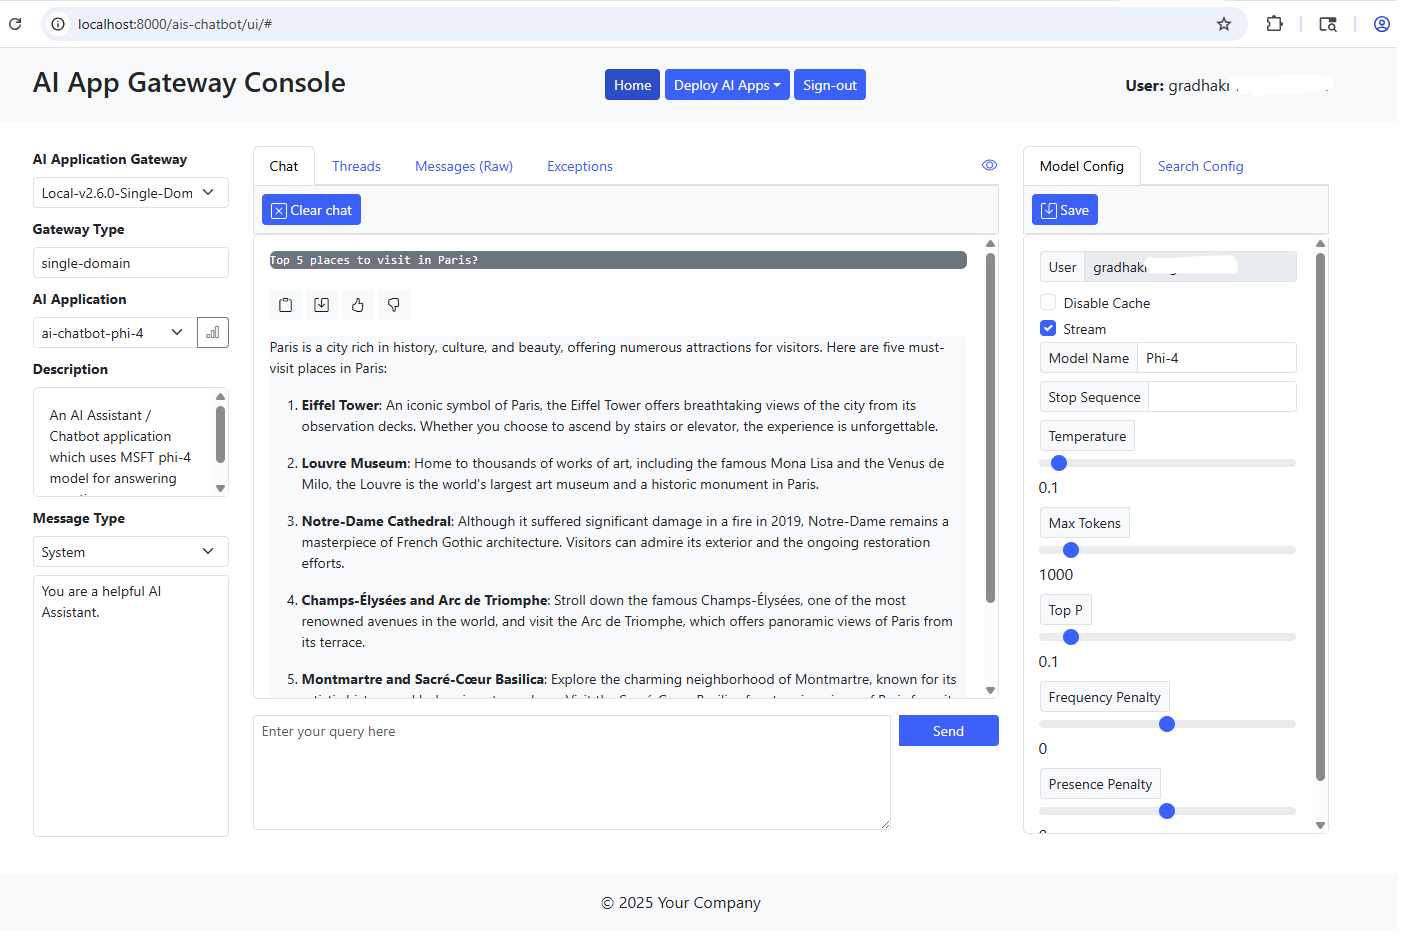 localhost:8000/ais-chatbot/ui/#
AI App Gateway Console
Home
Deploy AI Apps
Sign-out
User: gradhaki
AI Application Gateway
Local-v2.6.0-Single-Dom
Gateway Type
single-domain
AI Application
ai-chatbot-phi-4
Description
An AI Assistant /
Chatbot application
which uses MSFT phi-4
model for answering
Message Type
System
You are a helpful AI
Assistant.
Chat
Threads
Messages (Raw)
Exceptions
Clear chat
Top 5 places to visit in Paris?
Paris is a city rich in history, culture, and beauty, offering numerous attractions for visitors. Here are five must-
visit places in Paris:
1. Eiffel Tower: An iconic symbol of Paris, the Eiffel Tower offers breathtaking views of the city from its
observation decks. Whether you choose to ascend by stairs or elevator, the experience is unforgettable.
2. Louvre Museum: Home to thousands of works of art, including the famous Mona Lisa and the Venus de
Milo, the Louvre is the world's largest art museum and a historic monument in Paris.
3. Notre-Dame Cathedral: Although it suffered significant damage in a fire in 2019, Notre-Dame remains a
masterpiece of French Gothic architecture. Visitors can admire its exterior and the ongoing restoration
efforts.
4. Champs-Élysées and Arc de Triomphe: Stroll down the famous Champs-Élysées, one of the most
renowned avenues in the world, and visit the Arc de Triomphe, which offers panoramic views of Paris from
its terrace.
5. Montmartre and Sacré-Cœur Basilica: Explore the charming neighborhood of Montmartre, known for its
Enter your query here
Send
Model Config
Search Config
Save
User gradhaki
Disable Cache
Stream
Model Name Phi-4
Stop Sequence
Temperature
0.1
Max Tokens
1000
Top P
0.1
Frequency Penalty
0
Presence Penalty
© 2025 Your Company